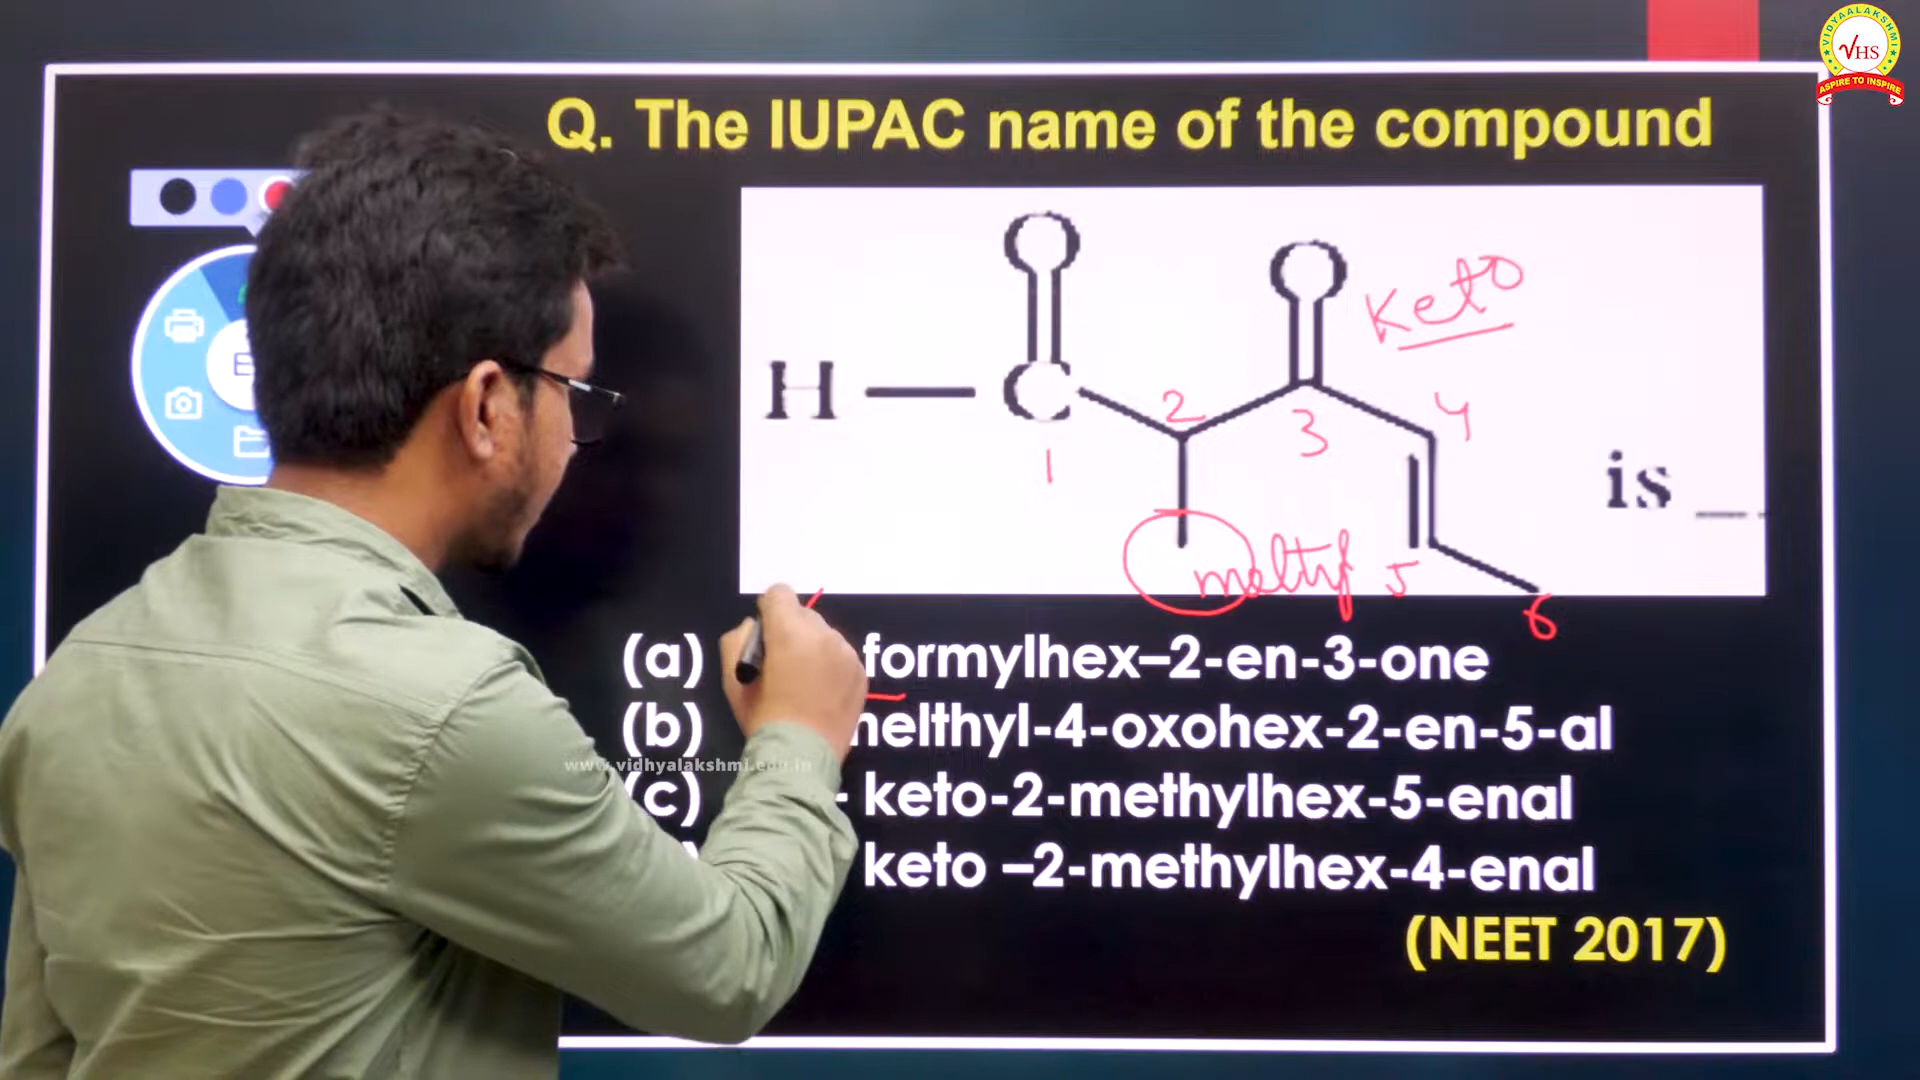 VIDYAALAKSHMI
VHS
ASPIRE TO INSPIRE
Q. The IUPAC name of the compound
O
O
Keto
H
C
2
3
4
1
is __.
5
6
(a) formylhex–2-en-3-one
(b) melthyl-4-oxohex-2-en-5-al
www.vidhyalakshmi.edu.in
(c) - keto-2-methylhex-5-enal
) keto –2-methylhex-4-enal
(NEET 2017)